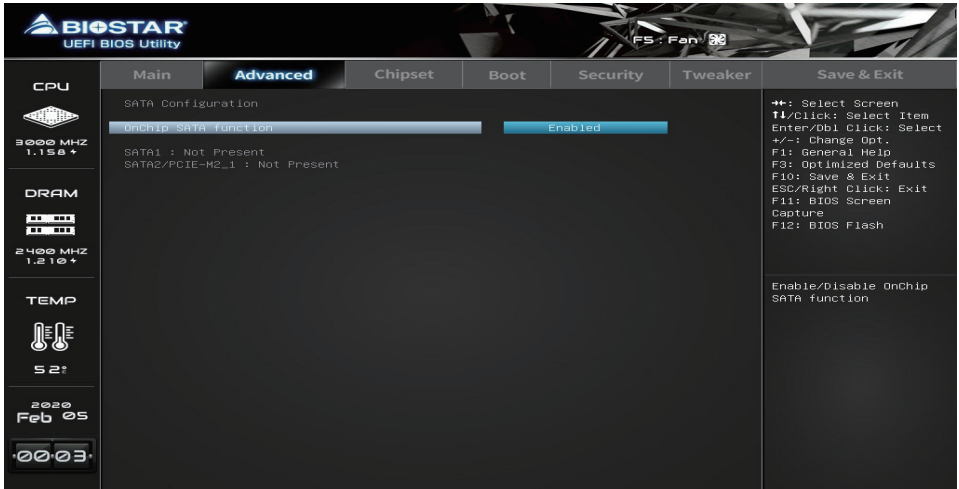 BIOSTAR®
UEFI BIOS Utility
F5 : Fan
Main Advanced Chipset Boot Security Tweaker Save & Exit
CPU
3000 MHZ
1.158
DRAM
2400 MHZ
1.210
TEMP
52°
2020
Feb 05
00:03
SATA Configuration
OnChip SATA function Enabled
SATA1 : Not Present
SATA2/PCIE-M2_1 : Not Present
→←: Select Screen
↑↓/Click: Select Item
Enter/Dbl Click: Select
+/-: Change Opt.
F1: General Help
F3: Optimized Defaults
F10: Save & Exit
ESC/Right Click: Exit
F11: BIOS Screen
Capture
F12: BIOS Flash
Enable/Disable OnChip
SATA function